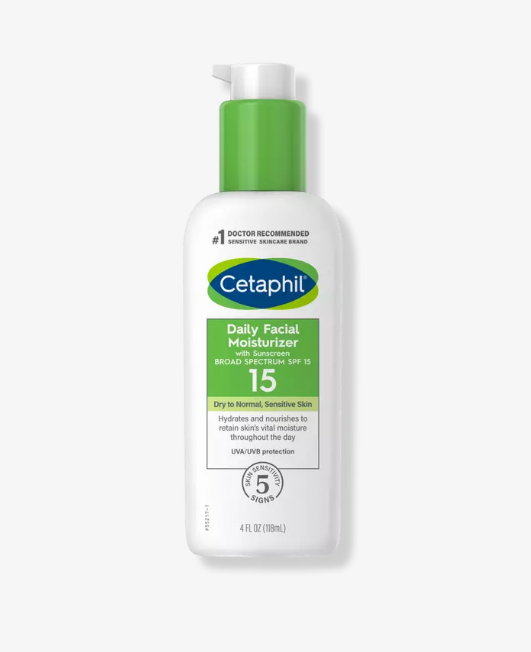 #1 DOCTOR RECOMMENDED
SENSITIVE SKINCARE BRAND
Cetaphil®
Daily Facial
Moisturizer
with Sunscreen
BROAD SPECTRUM SPF 15
15
Dry to Normal, Sensitive Skin
Hydrates and nourishes to
retain skin's vital moisture
throughout the day
UVA/UVB protection
SKIN SENSITIVITY
5
SIGNS
4 FL OZ (118mL)